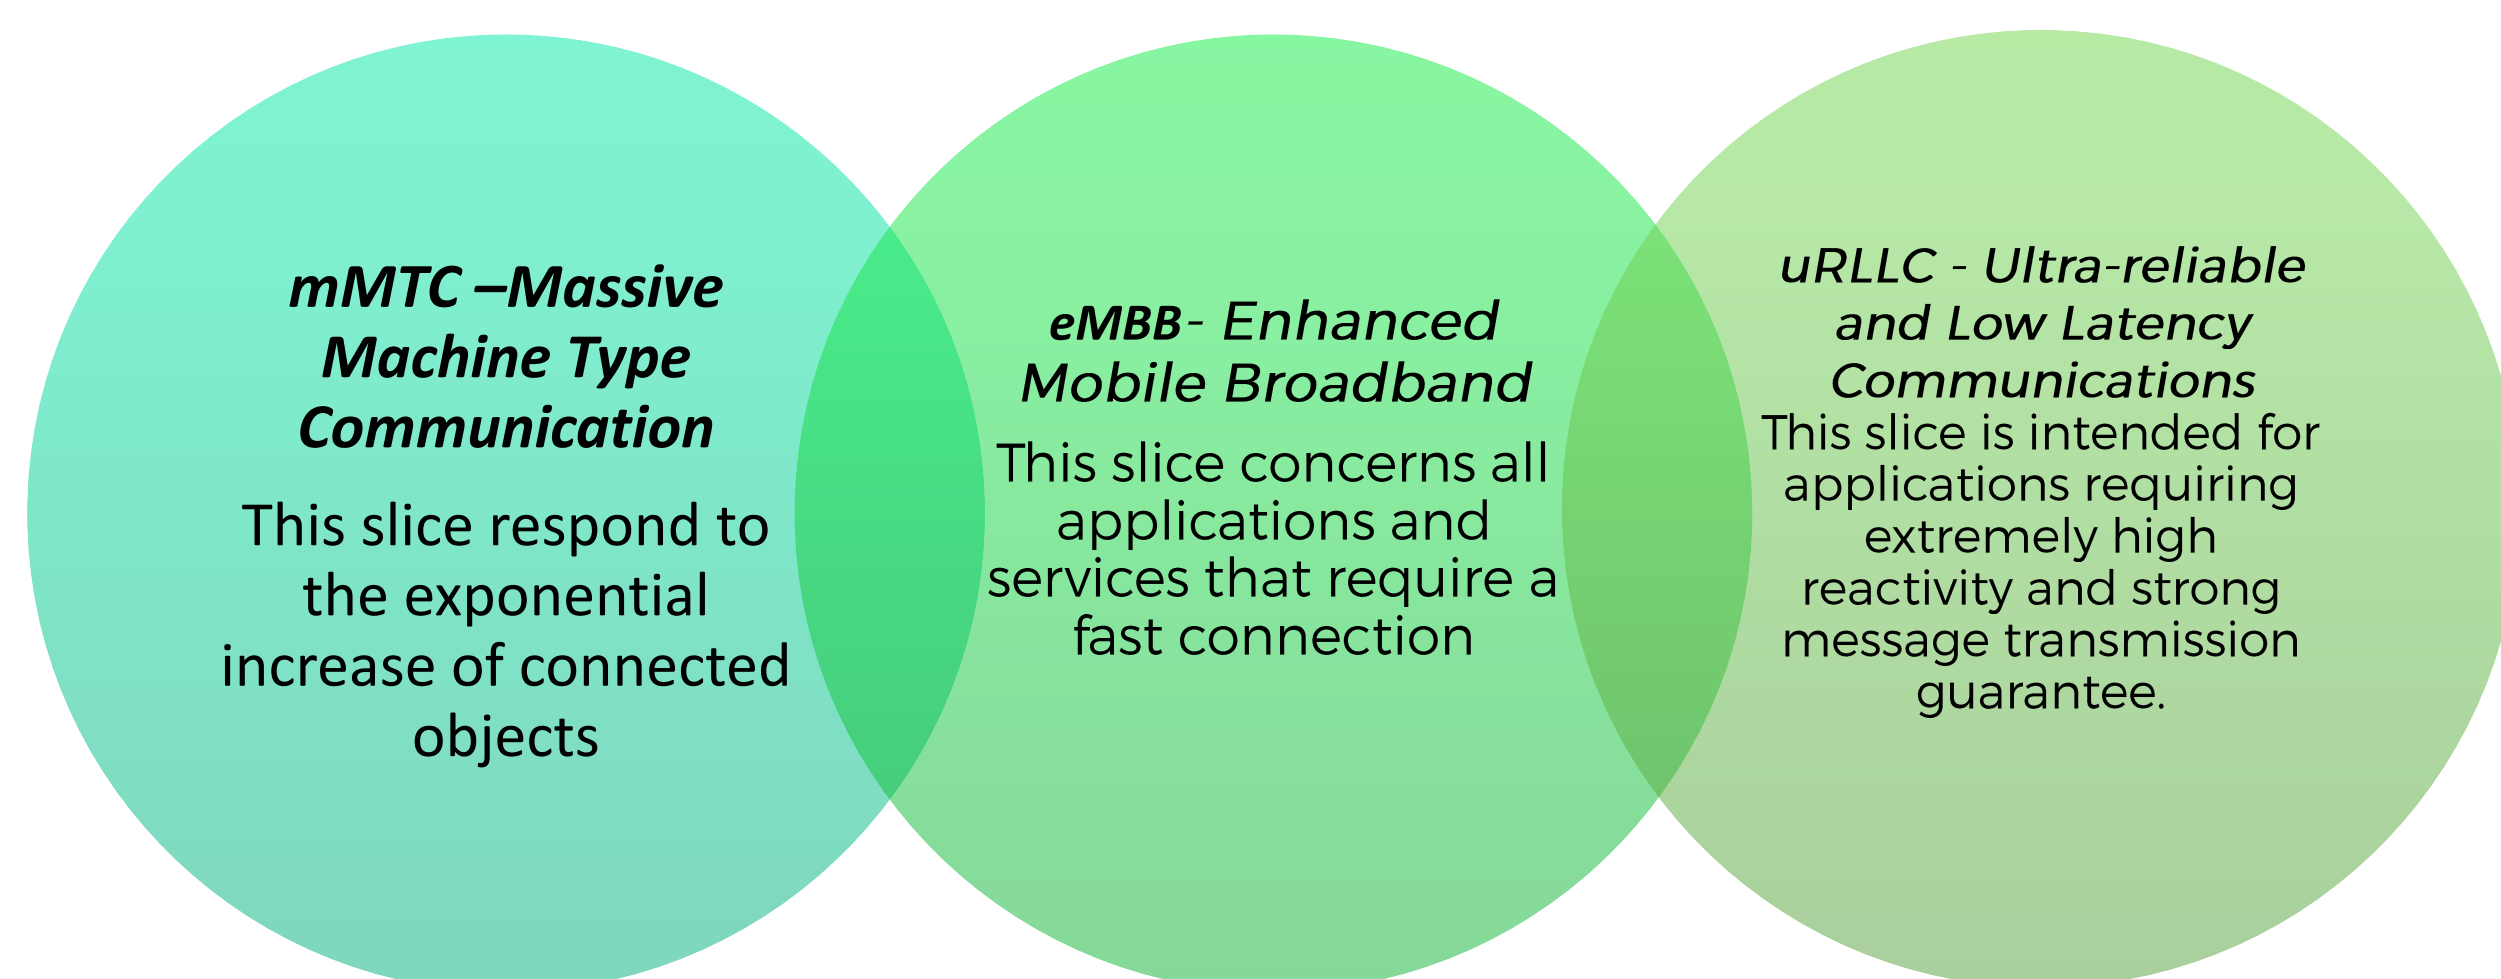 mMTC –Massive
Machine Type
Communication
This slice respond to
the exponential
increase of connected
objects
eMBB- Enhanced
Mobile Broadband
This slice concerns all
applications and
services that require a
fast connection
uRLLC - Ultra-reliable
and Low Latency
Communications
This slice is intended for
applications requiring
extremely high
reactivity and strong
message transmission
guarantee.